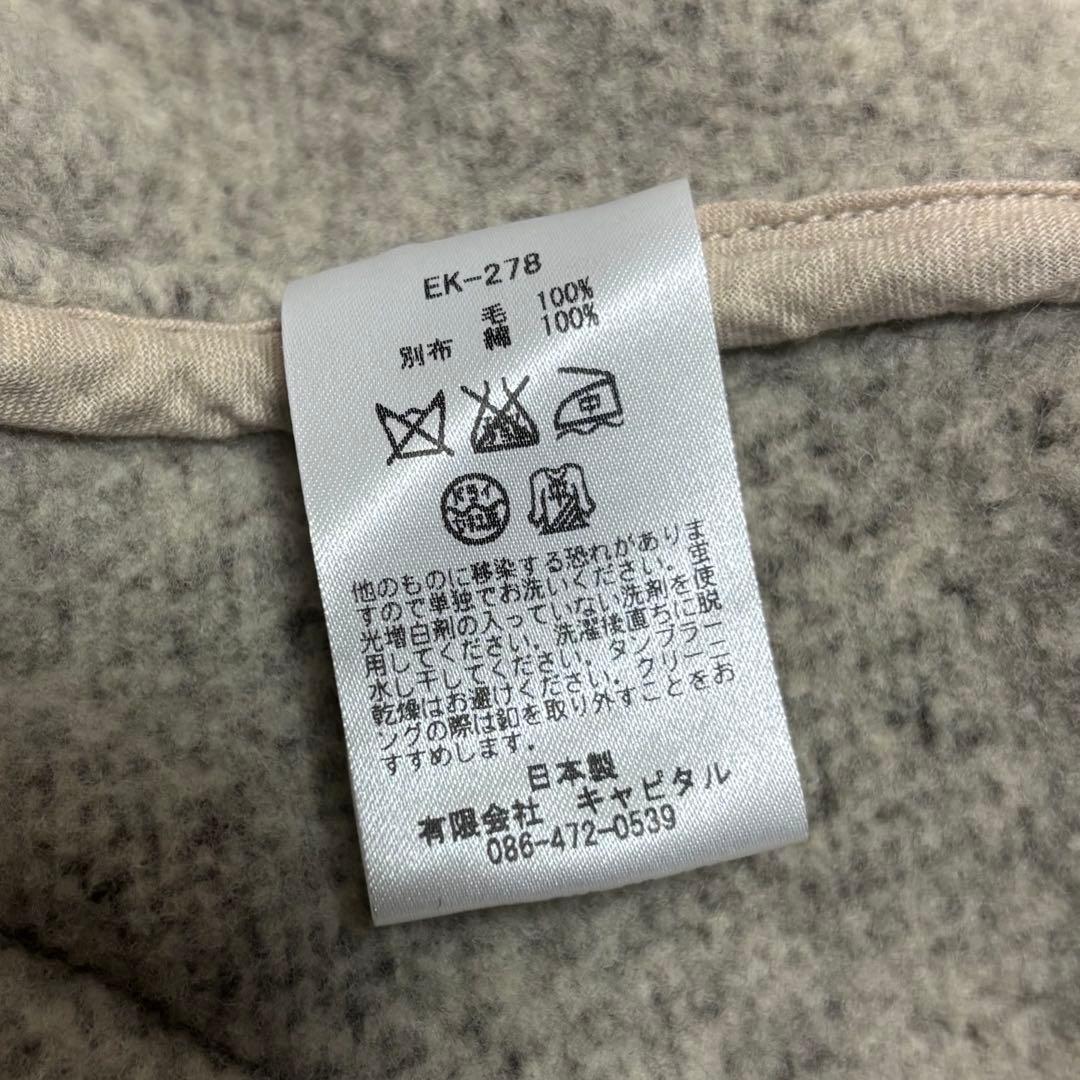 EK-278
毛 100%
別布 綿 100%
中
ドライ
他のものに移染する恐れがありま
すので単独でお洗いください．蛍
光増白剤の入っていない洗剤を使
用してください．洗濯後直ちに脱
水し干してください．タンブラー
乾燥はお避けください．クリーニ
ングの際は釦を取り外すことをお
すすめします．
日本製
有限会社 キャピタル
086-472-0539